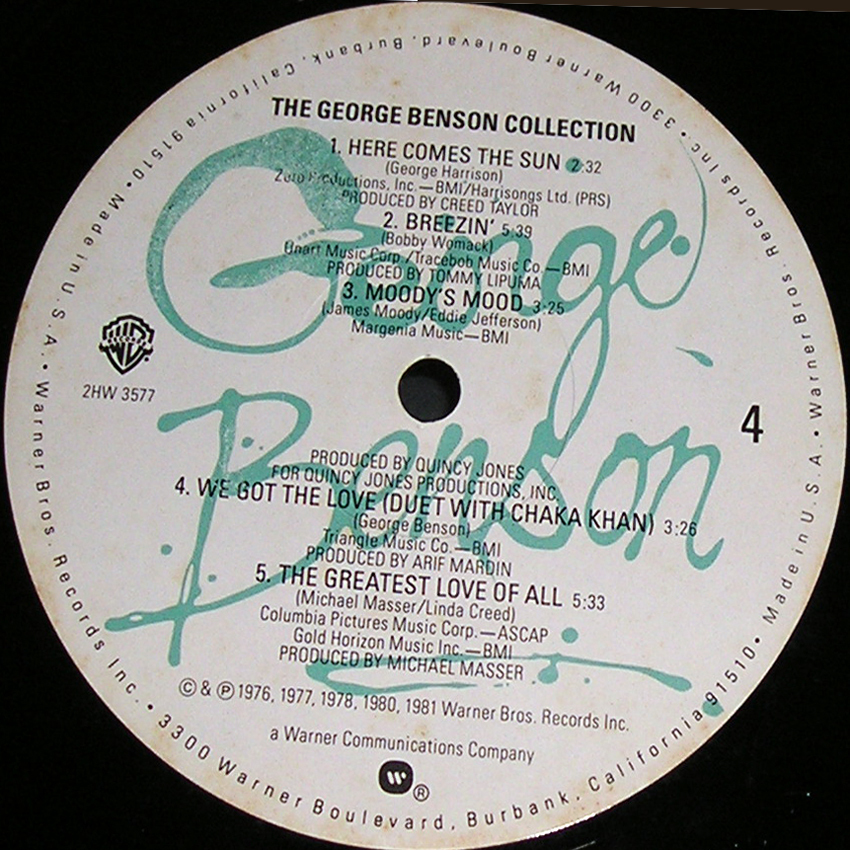 THE GEORGE BENSON COLLECTION
1. HERE COMES THE SUN 2:32
(George Harrison)
Zero Productions, Inc.—BMI/Harrisongs Ltd. (PRS)
PRODUCED BY CREED TAYLOR
2. BREEZIN' 5:39
(Bobby Womack)
Unart Music Corp./Tracebob Music Co.—BMI
PRODUCED BY TOMMY LIPUMA
3. MOODY'S MOOD 3:25
(James Moody/Eddie Jefferson)
Margenia Music—BMI
George
WB
RECORDS
2HW 3577
4
Benson
PRODUCED BY QUINCY JONES
FOR QUINCY JONES PRODUCTIONS, INC.
4. WE GOT THE LOVE (DUET WITH CHAKA KHAN) 3:26
(George Benson)
Triangle Music Co.—BMI
PRODUCED BY ARIF MARDIN
5. THE GREATEST LOVE OF ALL 5:33
(Michael Masser/Linda Creed)
Columbia Pictures Music Corp.—ASCAP
Gold Horizon Music Inc.—BMI
PRODUCED BY MICHAEL MASSER
© & ℗ 1976, 1977, 1978, 1980, 1981 Warner Bros. Records Inc.
a Warner Communications Company
®
Warner Bros. Records Inc. • 3300 Warner Boulevard, Burbank, California 91510 • Made in U.S.A. •
Warner Bros. Records Inc. • 3300 Warner Boulevard, Burbank, California 91510 • Made in U.S.A. •